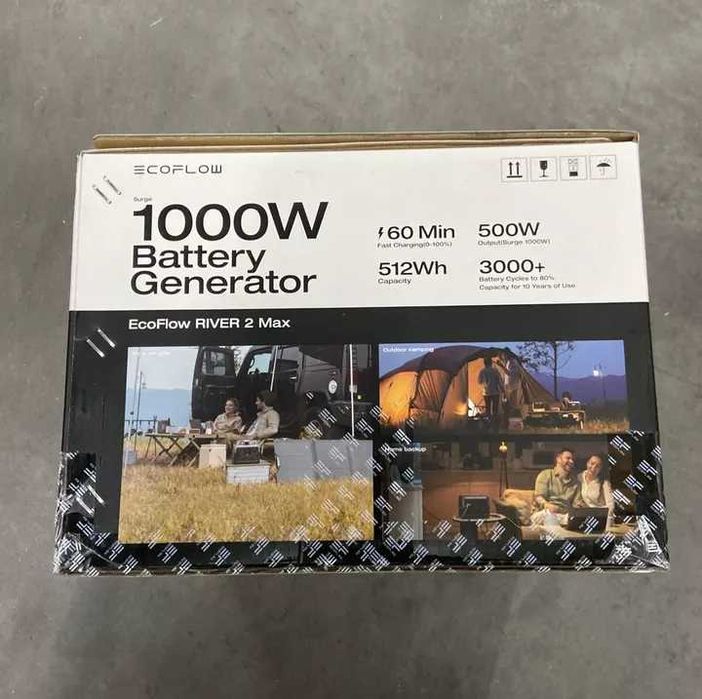 ECOFLOW
Surge
1000W
Battery
Generator
60 Min
Fast Charging(0-100%)
500W
Output(Surge 1000W)
512Wh
Capacity
3000+
Battery Cycles to 80%
Capacity for 10 Years of Use
EcoFlow RIVER 2 Max
Outdoor camping
Home backup